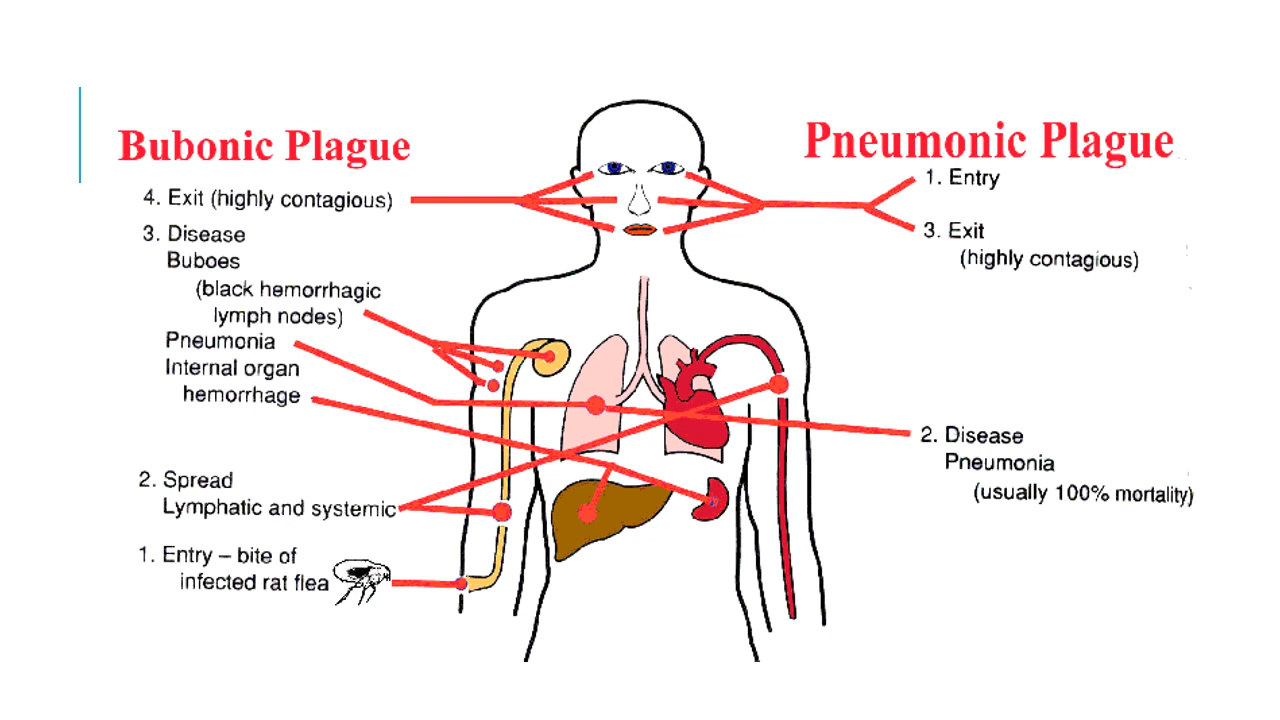 Bubonic Plague
4. Exit (highly contagious)
3. Disease
Buboes
(black hemorrhagic
lymph nodes)
Pneumonia
Internal organ
hemorrhage
2. Spread
Lymphatic and systemic
1. Entry – bite of
infected rat flea
Pneumonic Plague
1. Entry
3. Exit
(highly contagious)
2. Disease
Pneumonia
(usually 100% mortality)